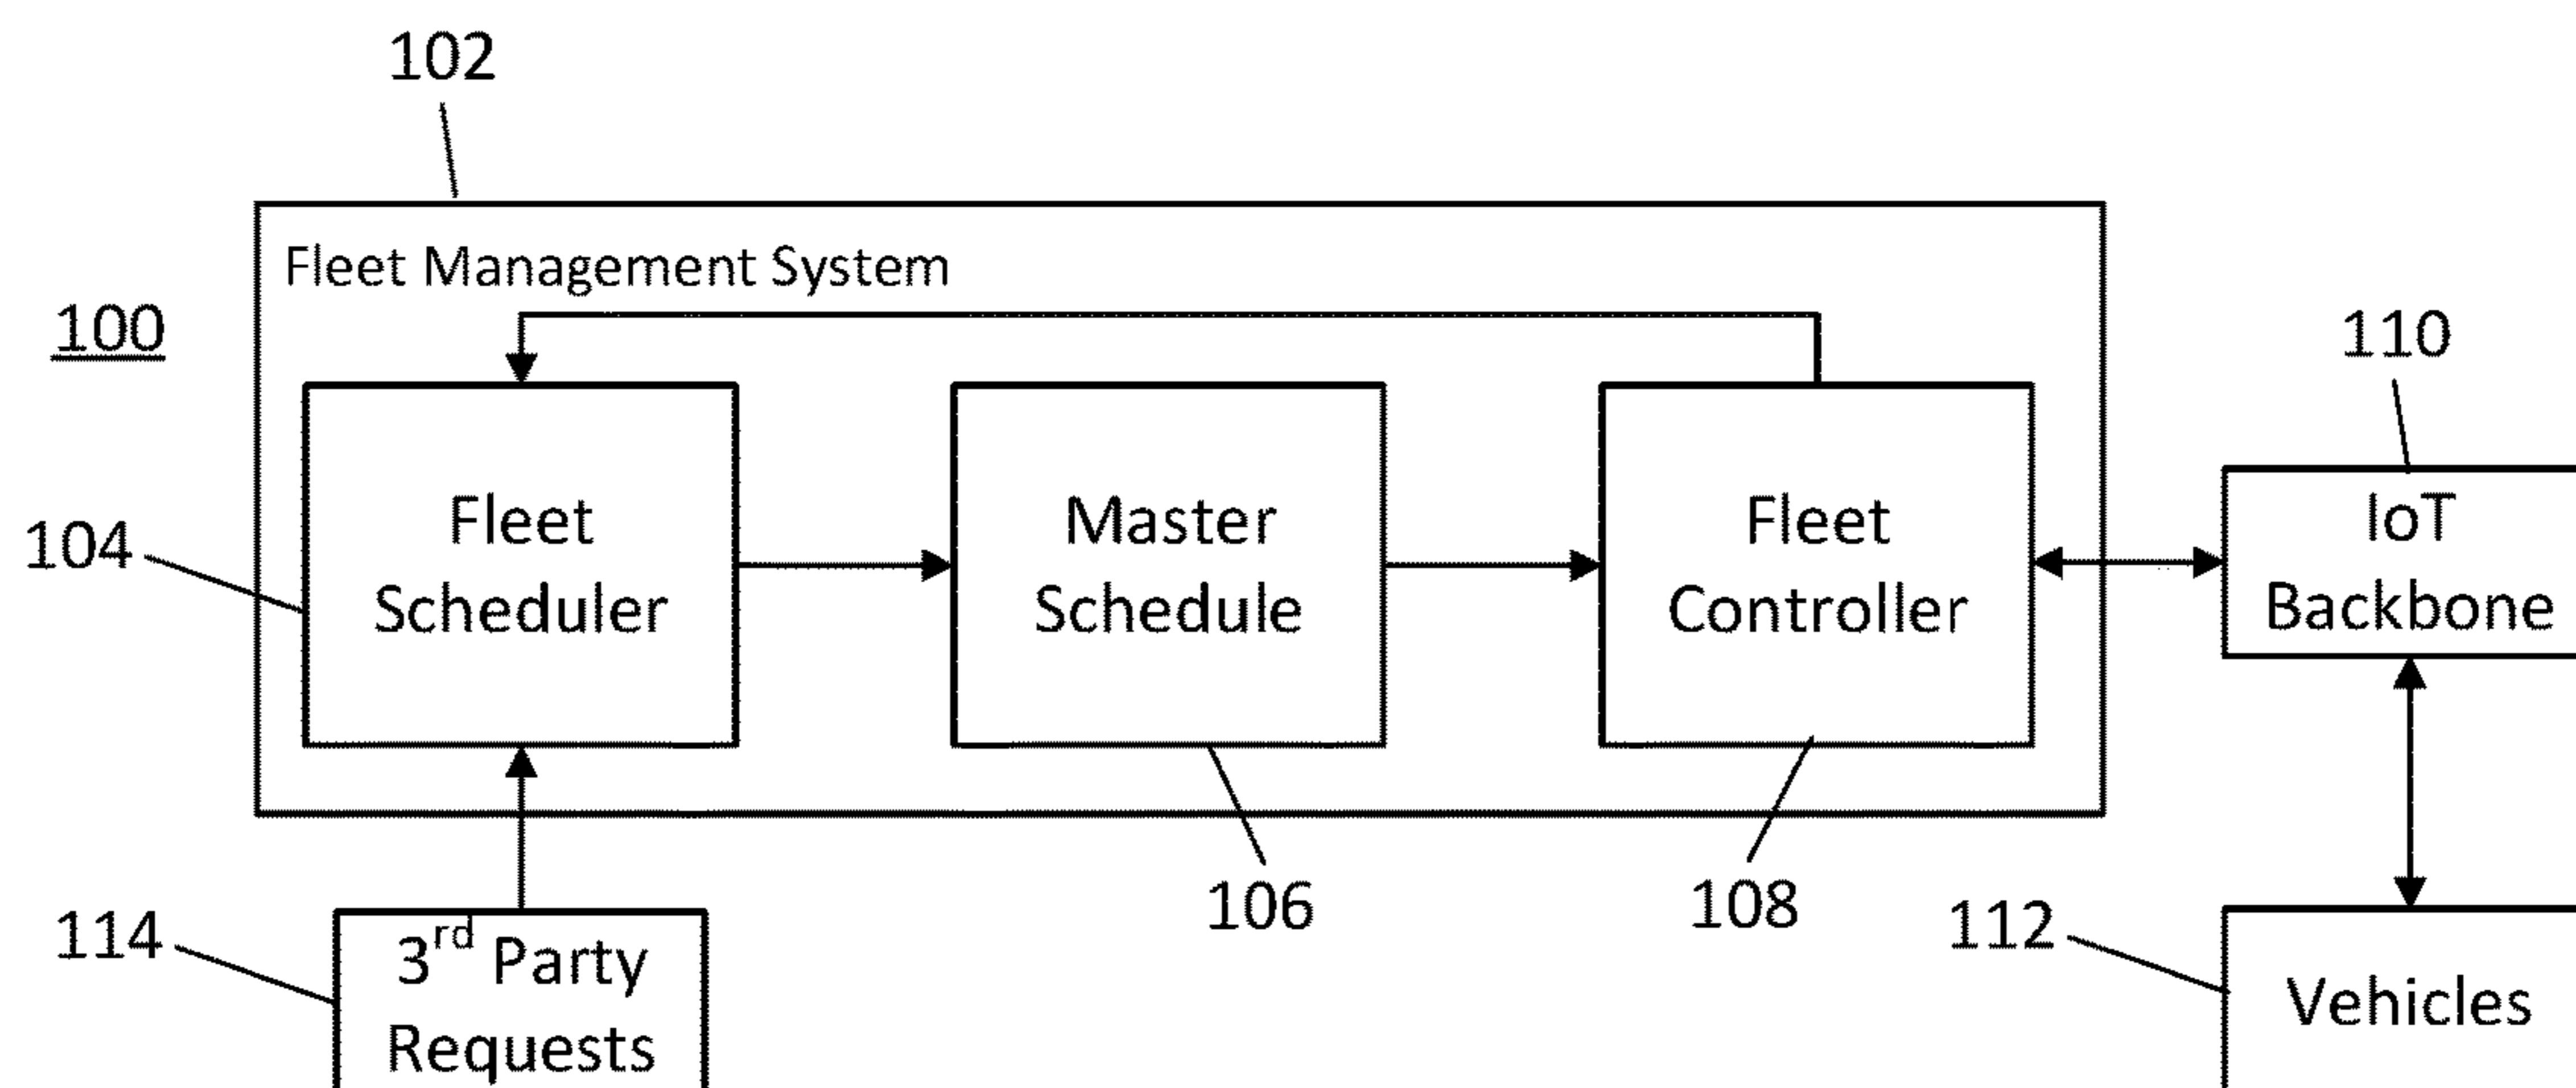 102
Fleet Management System
100
110
Fleet
Scheduler
Master
Schedule
Fleet
Controller
IoT
Backbone
104
106
108
114
3rd Party
Requests
112
Vehicles